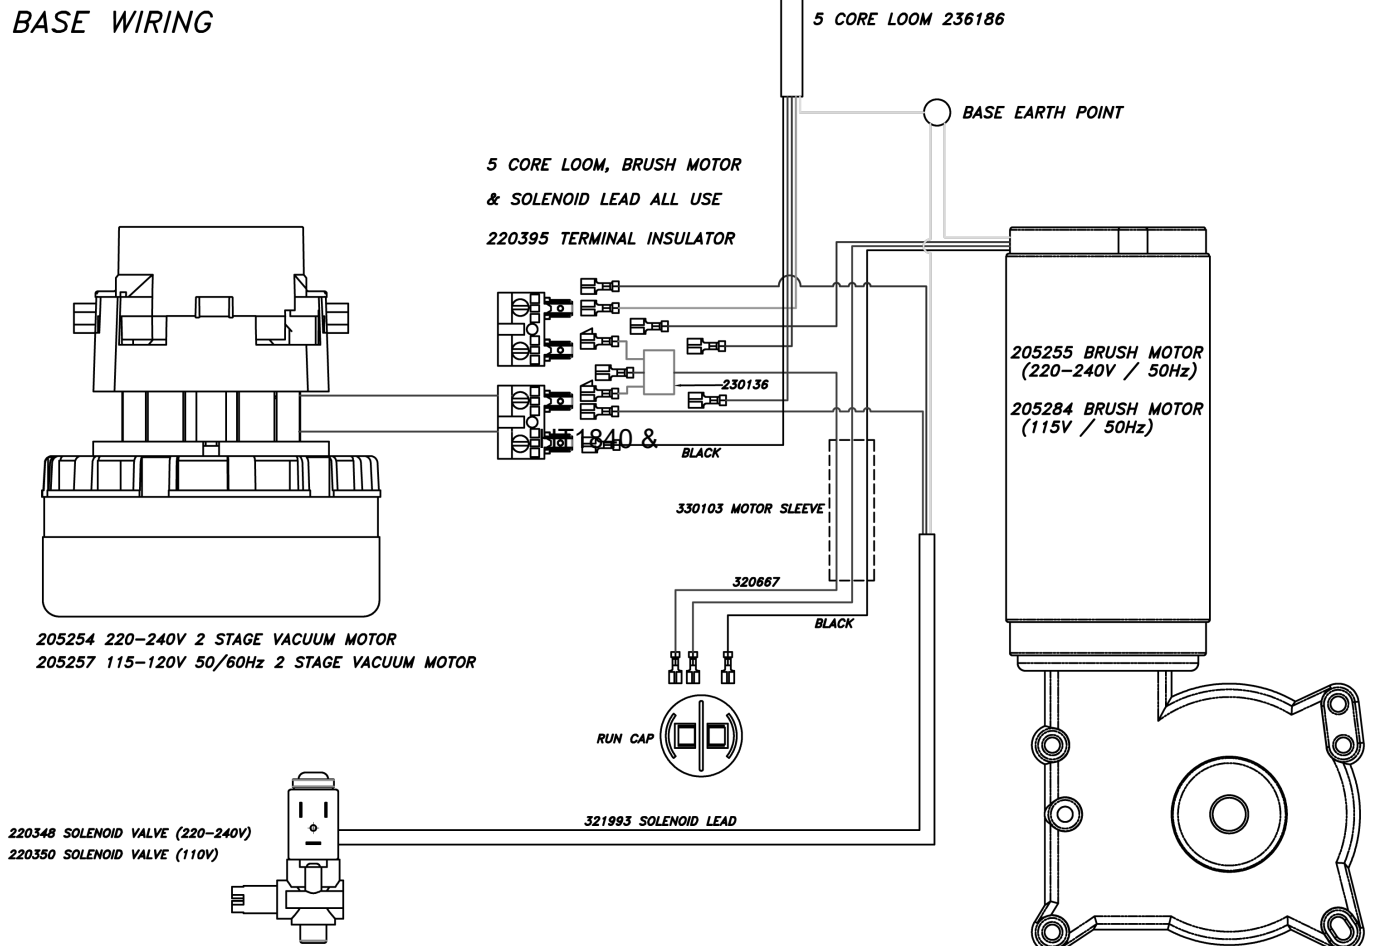 BASE WIRING
5 CORE LOOM 236186
BASE EARTH POINT
5 CORE LOOM, BRUSH MOTOR
& SOLENOID LEAD ALL USE
220395 TERMINAL INSULATOR
205255 BRUSH MOTOR
(220-240V / 50Hz)
205284 BRUSH MOTOR
(115V / 50Hz)
230136
1840 &
BLACK
330103 MOTOR SLEEVE
320667
BLACK
205254 220-240V 2 STAGE VACUUM MOTOR
205257 115-120V 50/60Hz 2 STAGE VACUUM MOTOR
RUN CAP
321993 SOLENOID LEAD
220348 SOLENOID VALVE (220-240V)
220350 SOLENOID VALVE (110V)